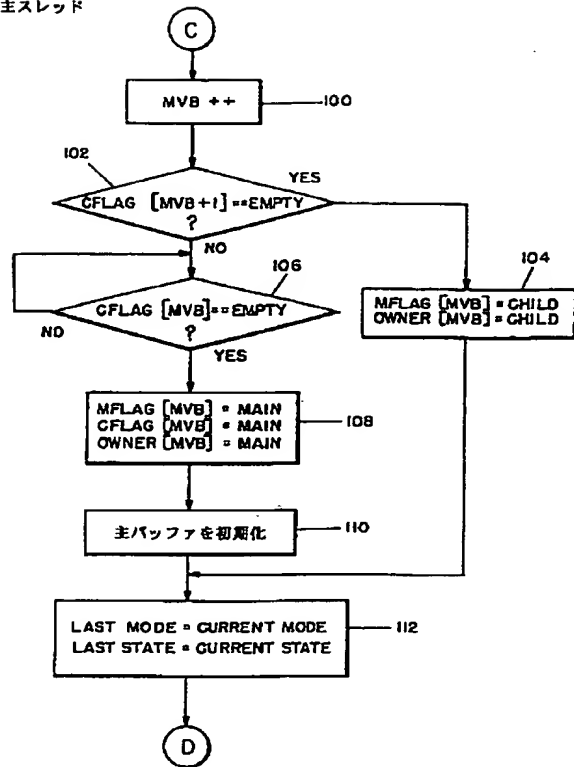 主スレッド
C
MVB ++
100
102
YES
CFLAG [MVB+1]==EMPTY
?
NO
104
106
MFLAG [MVB] = CHILD
OWNER [MVB] = CHILD
CFLAG [MVB]==EMPTY
?
NO
YES
MFLAG [MVB] = MAIN
CFLAG [MVB] = MAIN
OWNER [MVB] = MAIN
108
主バッファを初期化
110
LAST MODE = CURRENT MODE
LAST STATE = CURRENT STATE
112
D